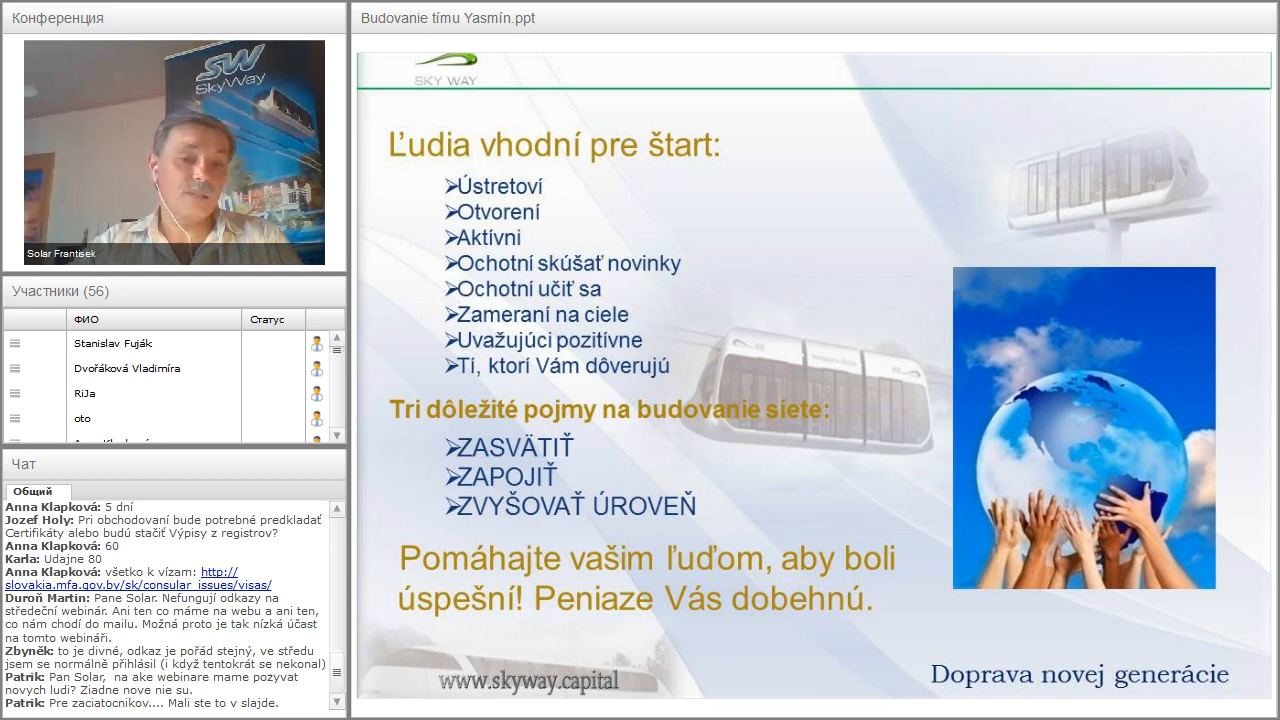 Конференция
SW
SkyWay
Solar Frantisek
Участники (56)
ФИО
Статус
Stanislav Fuják
Dvořáková Vladimíra
RiJa
oto
Чат
Общий
Anna Klapková: 5 dní
Jozef Holy: Pri obchodovaní bude potrebné predkladať
Certifikáty alebo budú stačiť Výpisy z registrov?
Anna Klapková: 60
Karla: Udajne 80
Anna Klapková: všetko k vízam: http://
slovakia.mfa.gov.by/sk/consular_issues/visas/
Duroň Martin: Pane Solar. Nefungují odkazy na
středeční webinár. Ani ten co máme na webu a ani ten,
co nám chodí do mailu. Možná proto je tak nízká účast
na tomto webináři.
Zbyněk: to je divné, odkaz je pořád stejný, ve středu
jsem se normálně přihlásil (i když tentokrát se nekonal)
Patrik: Pan Solar,  na ake webinare mame pozyvat
novych ludi? Ziadne nove nie su.
Patrik: Pre zaciatocnikov.... Mali ste to v slajde.
Budovanie tímu Yasmín.ppt
SKY WAY
Ľudia vhodní pre štart:
➢Ústretoví
➢Otvorení
➢Aktívni
➢Ochotní skúšať novinky
➢Ochotní učiť sa
➢Zameraní na ciele
➢Uvažujúci pozitívne
➢Tí, ktorí Vám dôverujú
Tri dôležité pojmy na budovanie siete:
➢ZASVÄTIŤ
➢ZAPOJIŤ
➢ZVYŠOVAŤ ÚROVEŇ
Pomáhajte vašim ľuďom, aby boli
úspešní! Peniaze Vás dobehnú.
www.skyway.capital
Doprava novej generácie